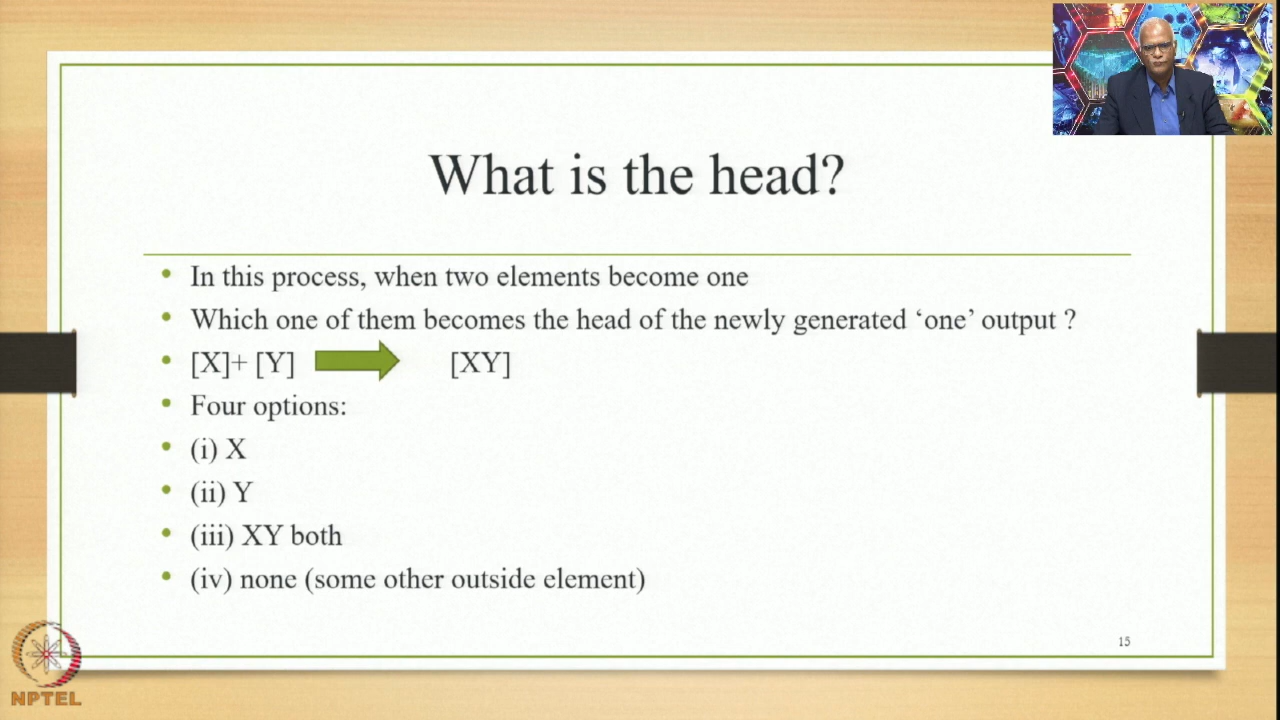 What is the head?
• In this process, when two elements become one
• Which one of them becomes the head of the newly generated ‘one’ output ?
• [X]+ [Y] [XY]
• Four options:
• (i) X
• (ii) Y
• (iii) XY both
• (iv) none (some other outside element)
15
NPTEL